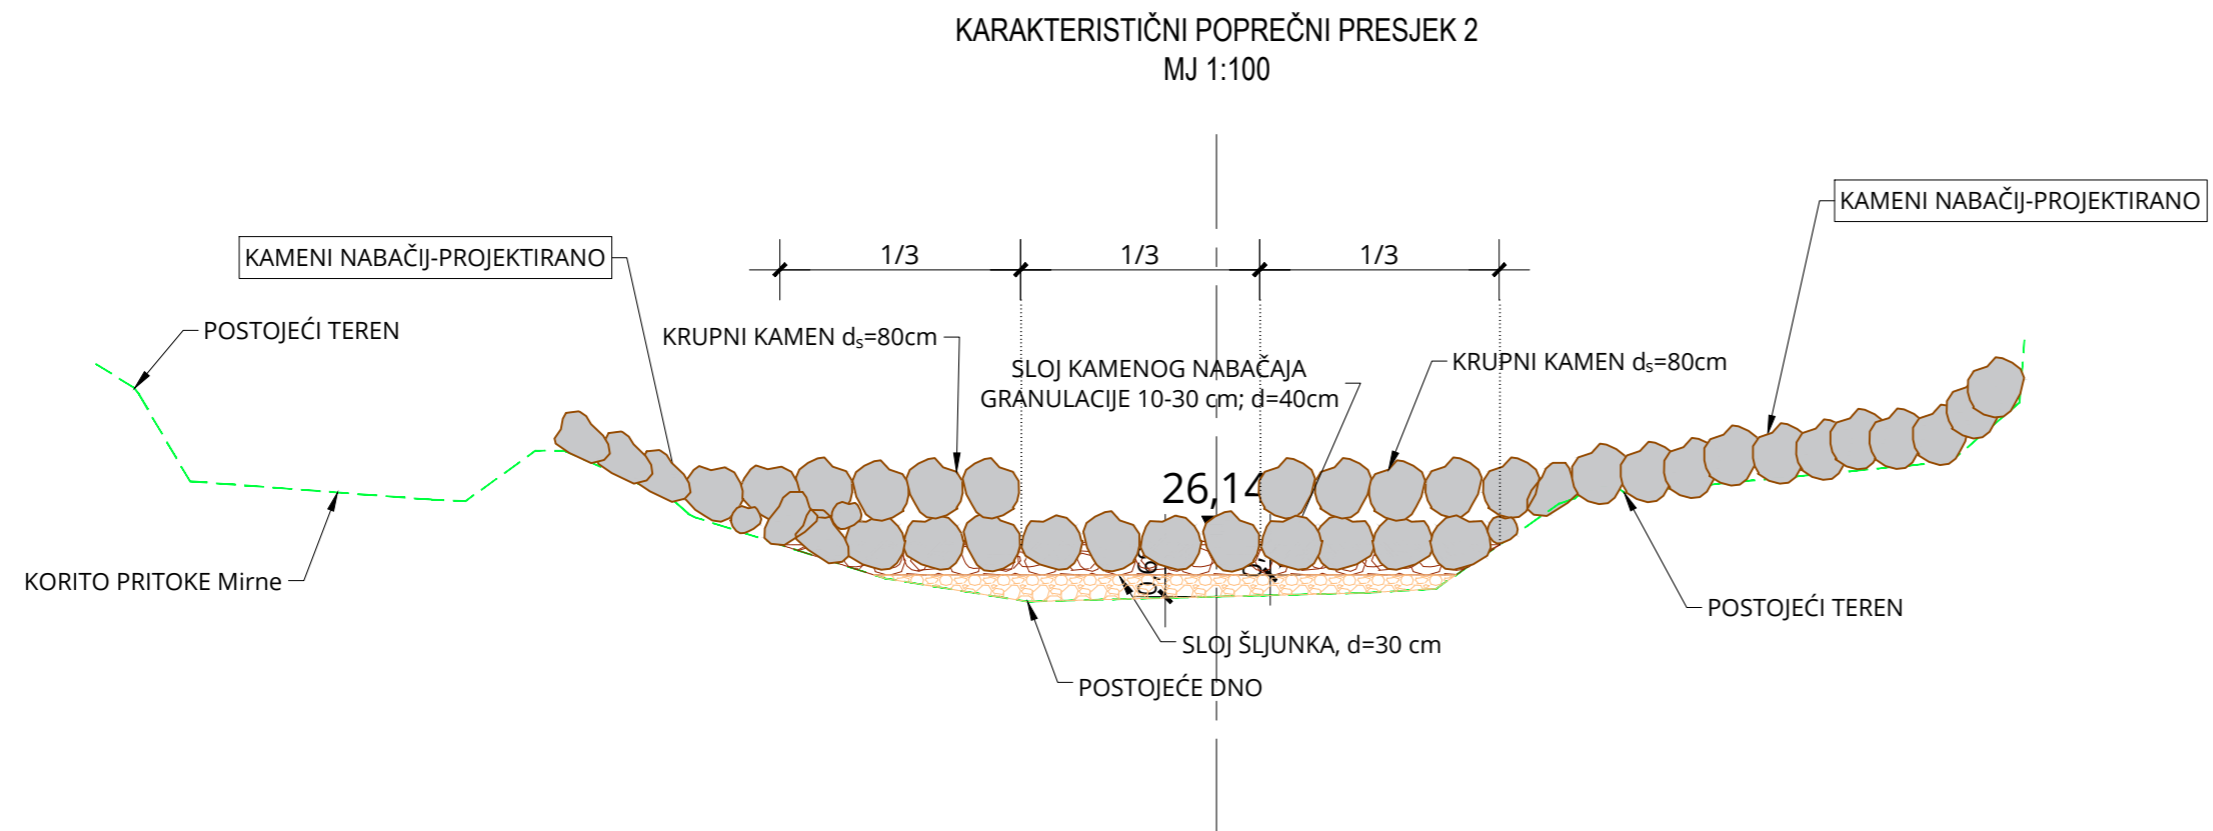 KARAKTERISTIČNI POPREČNI PRESJEK 2
MJ 1:100
KAMENI NABAČIJ-PROJEKTIRANO
KAMENI NABAČIJ-PROJEKTIRANO
1/3
1/3
1/3
POSTOJEĆI TEREN
KRUPNI KAMEN dₛ=80cm
SLOJ KAMENOG NABAČAJA
GRANULACIJE 10-30 cm; d=40cm
KRUPNI KAMEN dₛ=80cm
26,14
KORITO PRITOKE Mirne
POSTOJEĆI TEREN
SLOJ ŠLJUNKA, d=30 cm
POSTOJEĆE DNO